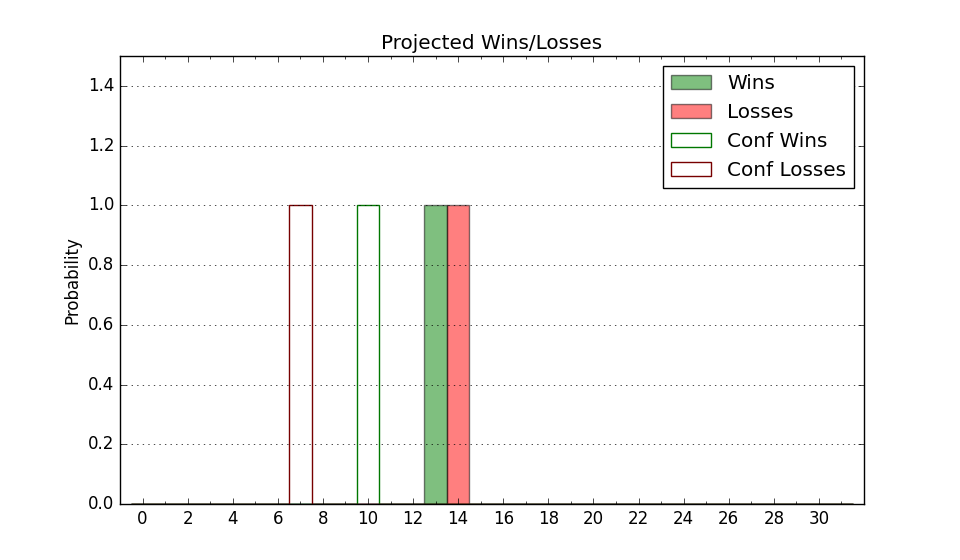 Projected Wins/Losses
Probability
1.4
1.2
1.0
0.8
0.6
0.4
0.2
0.0
0 2 4 6 8 10 12 14 16 18 20 22 24 26 28 30
Wins
Losses
Conf Wins
Conf Losses